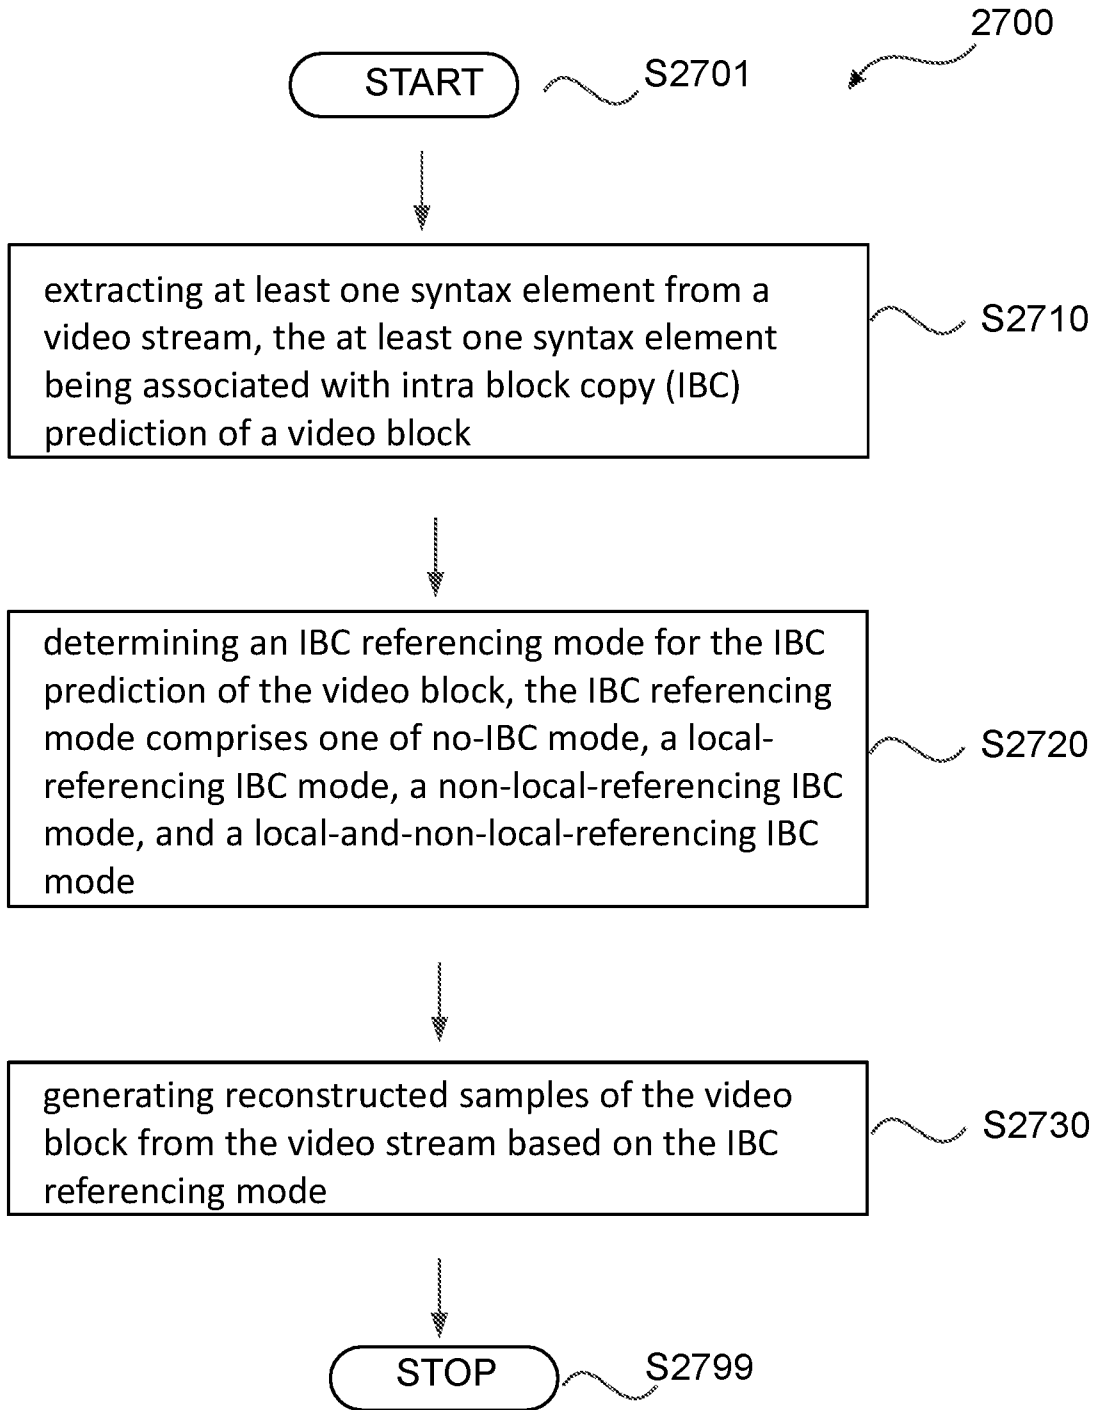 2700
START
S2701
extracting at least one syntax element from a
video stream, the at least one syntax element
being associated with intra block copy (IBC)
prediction of a video block
S2710
determining an IBC referencing mode for the IBC
prediction of the video block, the IBC referencing
mode comprises one of no-IBC mode, a local-
referencing IBC mode, a non-local-referencing IBC
mode, and a local-and-non-local-referencing IBC
mode
S2720
generating reconstructed samples of the video
block from the video stream based on the IBC
referencing mode
S2730
STOP
S2799